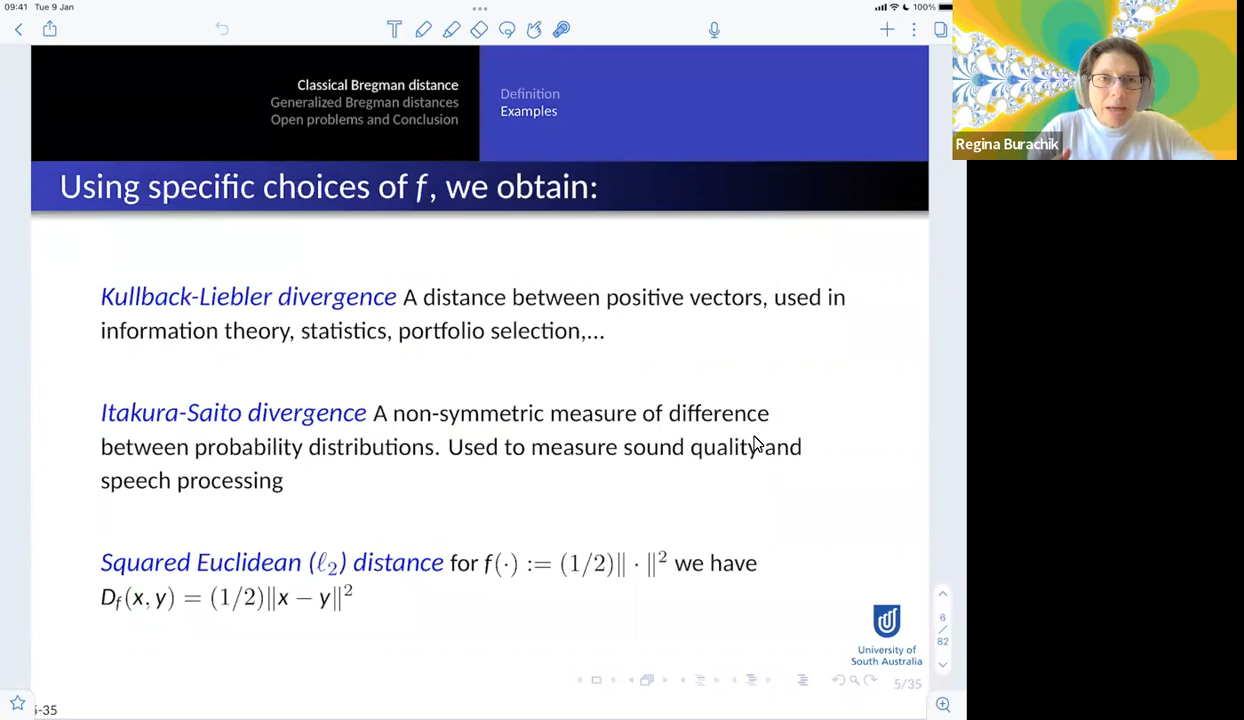 09:41 Tue 9 Jan
100%
Classical Bregman distance
Generalized Bregman distances
Open problems and Conclusion
Definition
Examples
Regina Burachik
Using specific choices of f, we obtain:
Kullback-Liebler divergence A distance between positive vectors, used in
information theory, statistics, portfolio selection,...
Itakura-Saito divergence A non-symmetric measure of difference
between probability distributions. Used to measure sound quality and
speech processing
Squared Euclidean (ℓ₂) distance for f(·) := (1/2)‖ · ‖² we have
D_f(x, y) = (1/2)‖x − y‖²
University of
South Australia
6
/
82
5/35
5-35